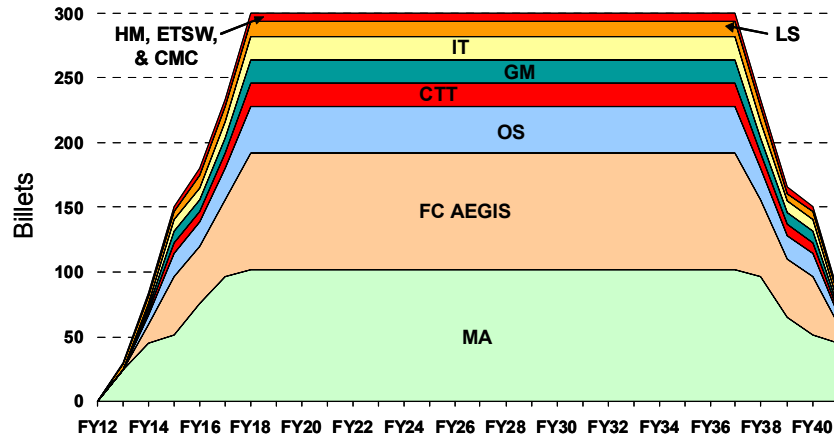 300
250
200
150
100
50
0
Billets
HM, ETSW,
& CMC
LS
IT
GM
CTT
OS
FC AEGIS
MA
FY12 FY14 FY16 FY18 FY20 FY22 FY24 FY26 FY28 FY30 FY32 FY34 FY36 FY38 FY40